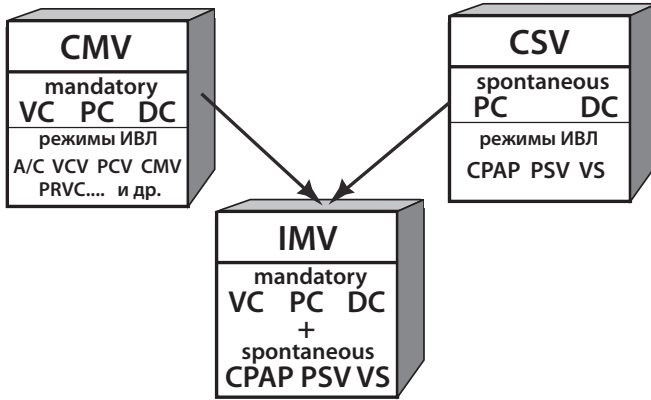 CMV
mandatory
VC PC DC
режимы ИВЛ
A/C VCV PCV CMV
PRVC.... и др.
CSV
spontaneous
PC DC
режимы ИВЛ
CPAP PSV VS
IMV
mandatory
VC PC DC
+
spontaneous
CPAP PSV VS